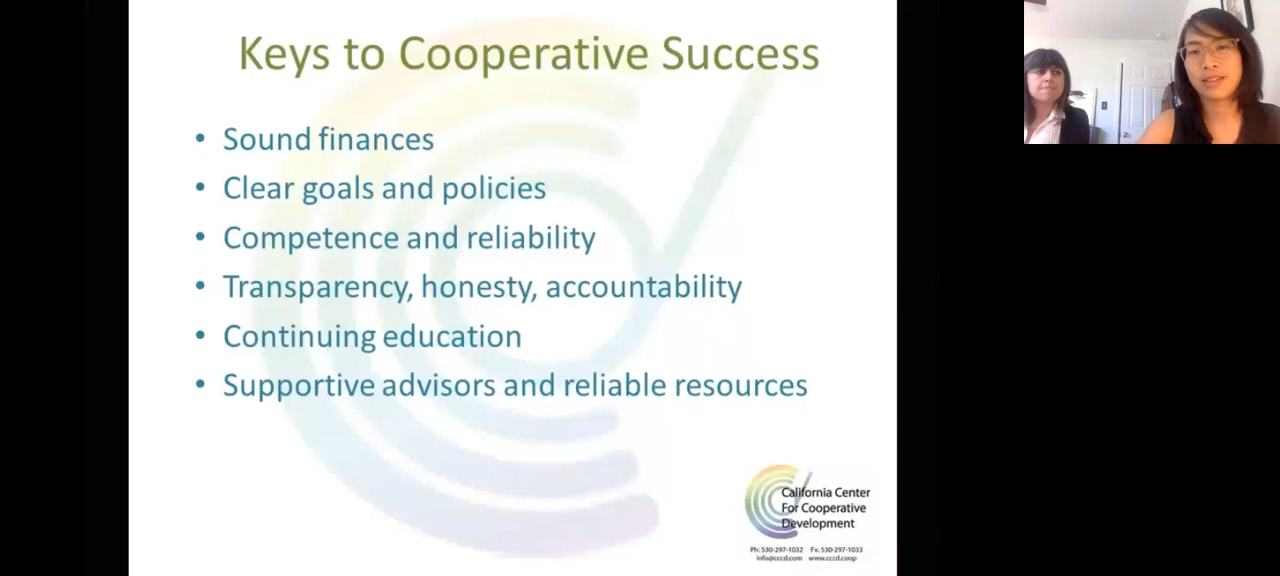 Keys to Cooperative Success
• Sound finances
• Clear goals and policies
• Competence and reliability
• Transparency, honesty, accountability
• Continuing education
• Supportive advisors and reliable resources
California Center
For Cooperative
Development
Ph: 530-297-1032 Fx: 530-297-1033
info@cccd.com www.cccd.coop